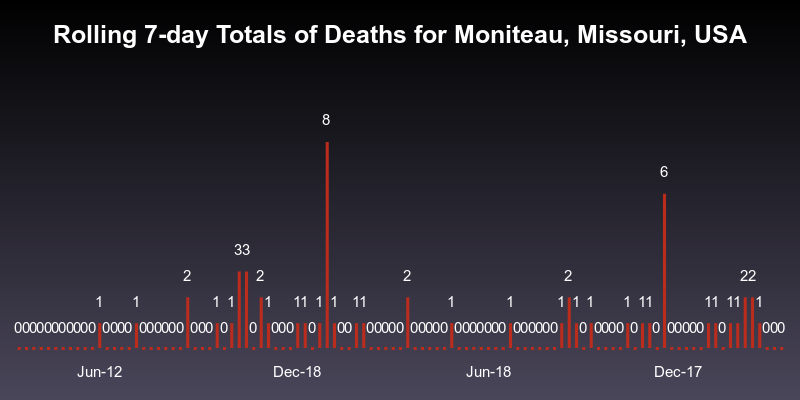 Rolling 7-day Totals of Deaths for Moniteau, Missouri, USA
8
6
33
2 2 2 2 22
1 1 1 1 1 11 1 1 11 1 1 1 1 1 1 11 11 11 1
00000000000 0000 000000 000 0 0 000 0 00 00000 00000 0000000 000000 0 0000 0 0 00000 0 000
Jun-12 Dec-18 Jun-18 Dec-17